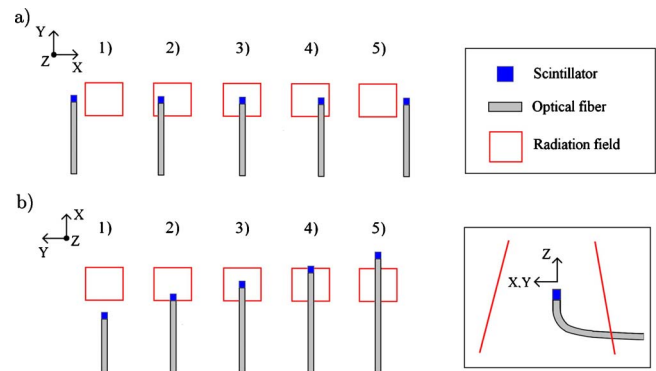 a)
Y
Z X
1) 2) 3) 4) 5)
Scintillator
Optical fiber
Radiation field
b)
X
Y Z
1) 2) 3) 4) 5)
Z
X,Y